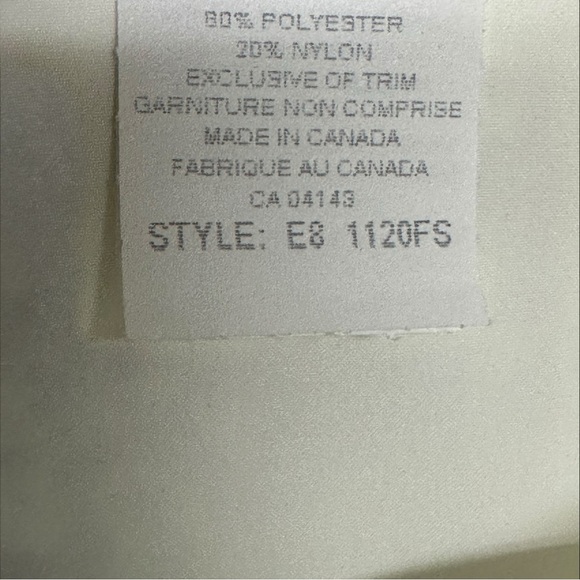 80% POLYESTER
20% NYLON
EXCLUSIVE OF TRIM
GARNITURE NON COMPRISE
MADE IN CANADA
FABRIQUE AU CANADA
CA 04143
STYLE: E8 1120FS